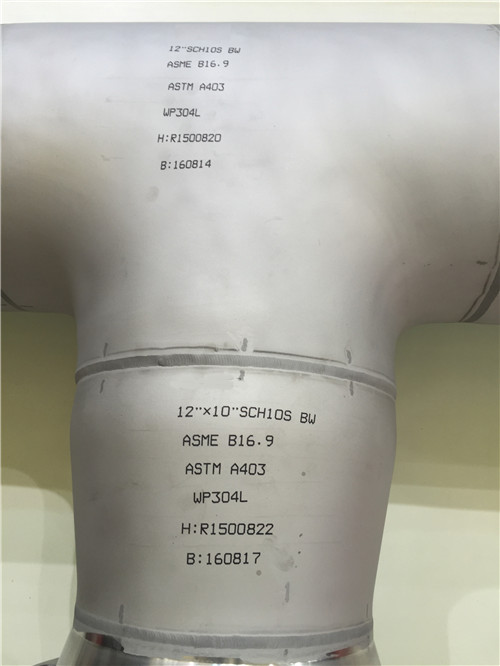 12"SCH10S BW
ASME B16.9
ASTM A403
WP304L
H:R1500820
B:160814
12"×10"SCH10S BW
ASME B16.9
ASTM A403
WP304L
H:R1500822
B:160817